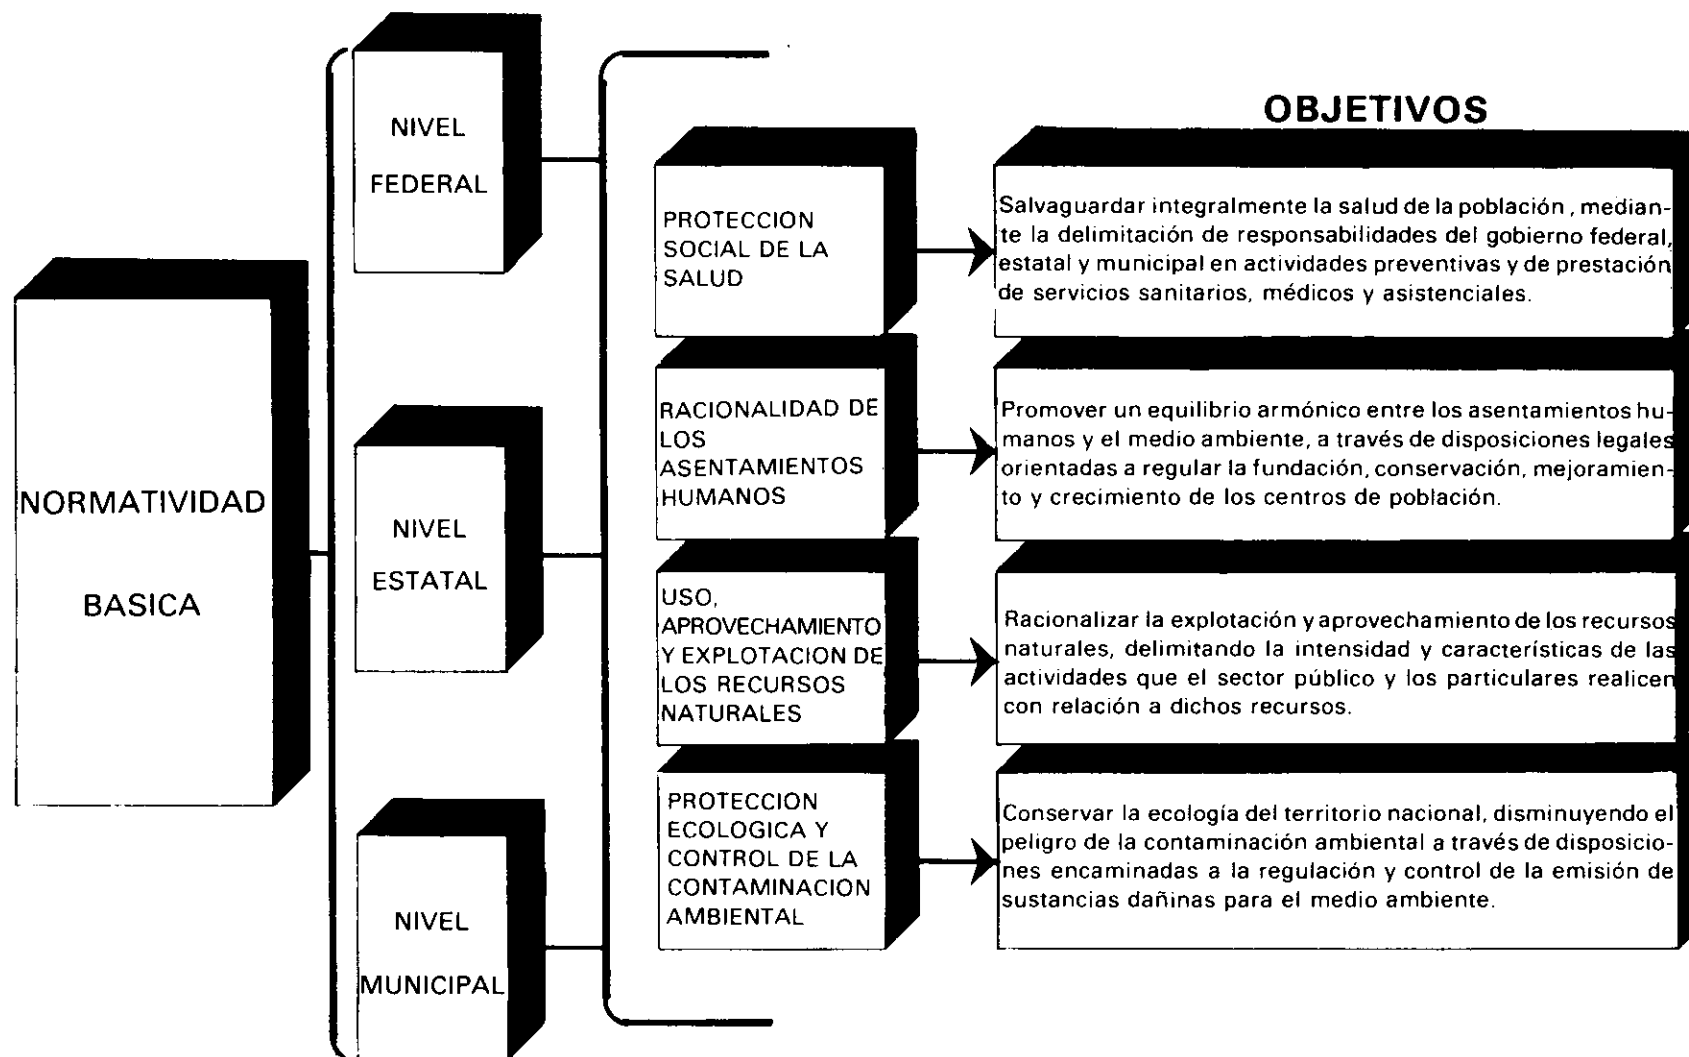 OBJETIVOS
NORMATIVIDAD
BASICA
NIVEL
FEDERAL
NIVEL
ESTATAL
NIVEL
MUNICIPAL
PROTECCION
SOCIAL DE LA
SALUD
Salvaguardar integralmente la salud de la población, median-
te la delimitación de responsabilidades del gobierno federal,
estatal y municipal en actividades preventivas y de prestación
de servicios sanitarios, médicos y asistenciales.
RACIONALIDAD DE
LOS
ASENTAMIENTOS
HUMANOS
Promover un equilibrio armónico entre los asentamientos hu-
manos y el medio ambiente, a través de disposiciones legales
orientadas a regular la fundación, conservación, mejoramien-
to y crecimiento de los centros de población.
USO,
APROVECHAMIENTO
Y EXPLOTACION DE
LOS RECURSOS
NATURALES
Racionalizar la explotación y aprovechamiento de los recursos
naturales, delimitando la intensidad y características de las
actividades que el sector público y los particulares realicen
con relación a dichos recursos.
PROTECCION
ECOLOGICA Y
CONTROL DE LA
CONTAMINACION
AMBIENTAL
Conservar la ecología del territorio nacional, disminuyendo el
peligro de la contaminación ambiental a través de disposicio-
nes encaminadas a la regulación y control de la emisión de
sustancias dañinas para el medio ambiente.